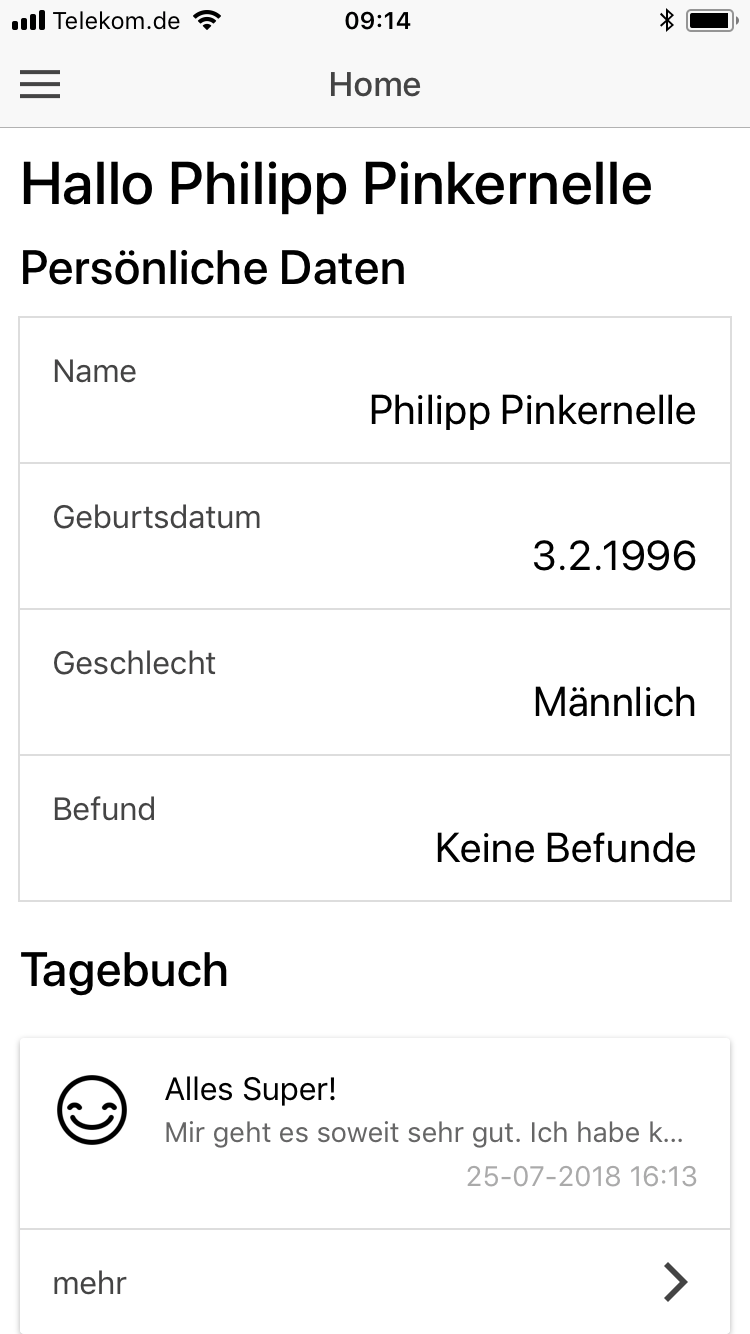 Telekom.de 09:14
Home
Hallo Philipp Pinkernelle
Persönliche Daten
Name
Philipp Pinkernelle
Geburtsdatum
3.2.1996
Geschlecht
Männlich
Befund
Keine Befunde
Tagebuch
Alles Super!
Mir geht es soweit sehr gut. Ich habe k...
25-07-2018 16:13
mehr